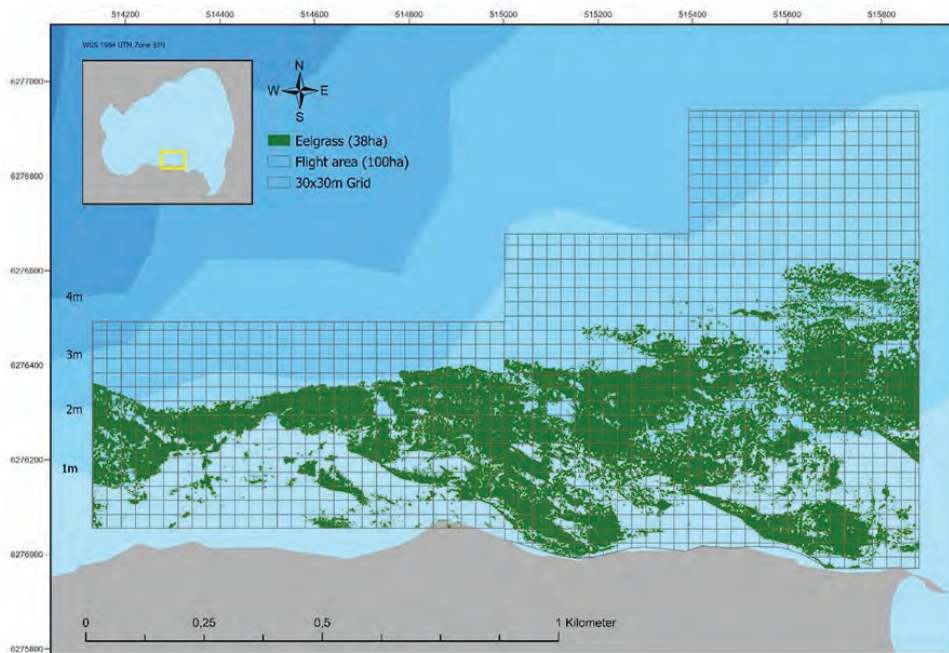 514200 514400 514600 514800 515000 515200 515400 515600 515800
WGS 1984 UTN Zone 32N
N
W E
S
Eelgrass (38ha)
Flight area (100ha)
30x30m Grid
6277000
6276800
6276600
4m
3m
6276400
2m
1m
6276200
6276000
0 0,25 0,5 1 Kilometer
6275800